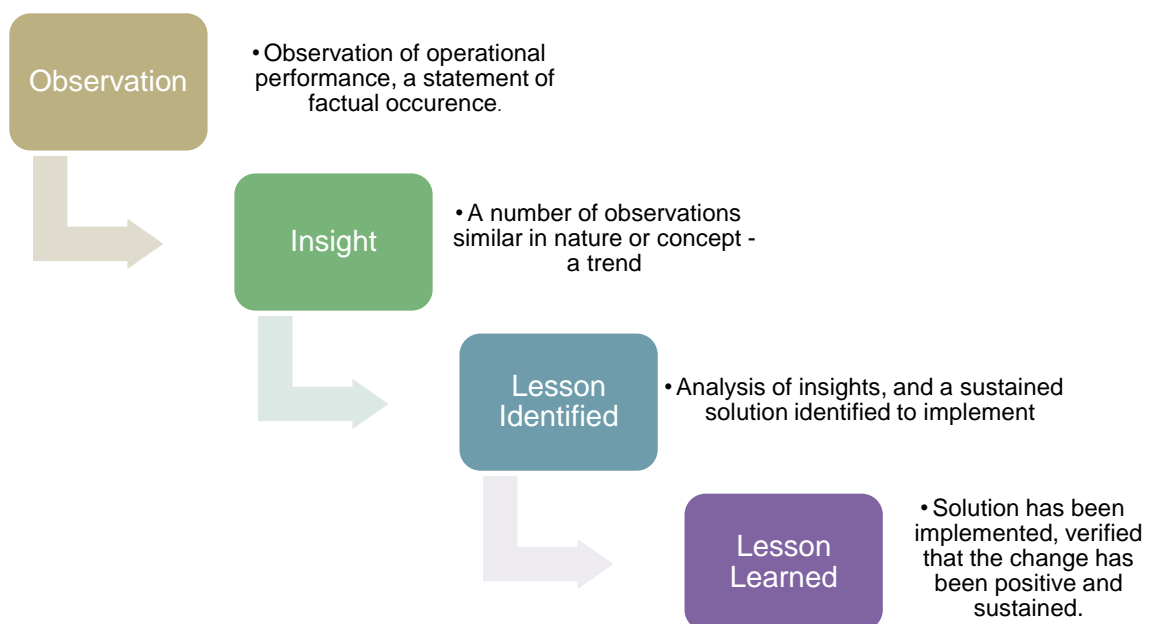 Observation
• Observation of operational
performance, a statement of
factual occurence.
Insight
• A number of observations
similar in nature or concept -
a trend
Lesson
Identified
• Analysis of insights, and a sustained
solution identified to implement
Lesson
Learned
• Solution has been
implemented, verified
that the change has
been positive and
sustained.